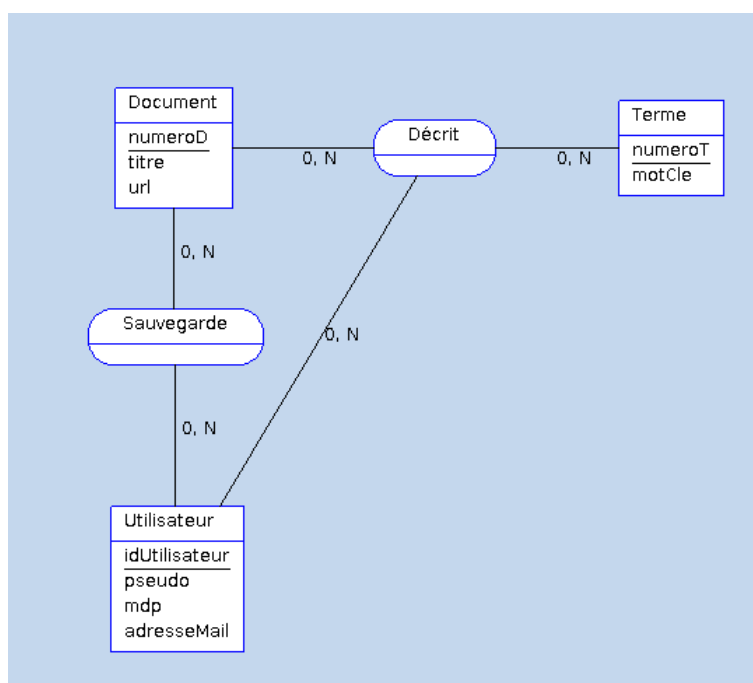 Document
numeroD
titre
url
0, N
Décrit
0, N
Terme
numeroT
motCle
0, N
Sauvegarde
0, N
0, N
Utilisateur
idUtilisateur
pseudo
mdp
adresseMail